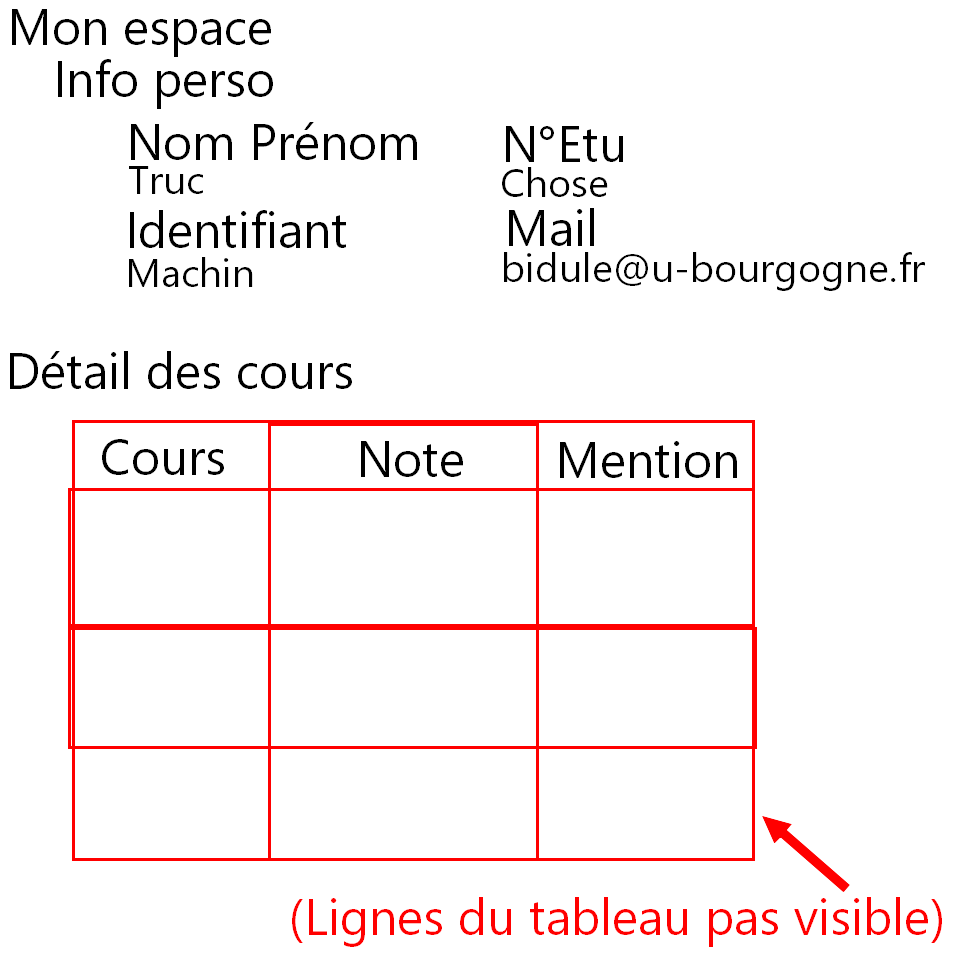 Mon espace
Info perso
Nom Prénom N°Etu
Truc Chose
Identifiant Mail
Machin bidule@u-bourgogne.fr
Détail des cours
Cours Note Mention
(Lignes du tableau pas visible)